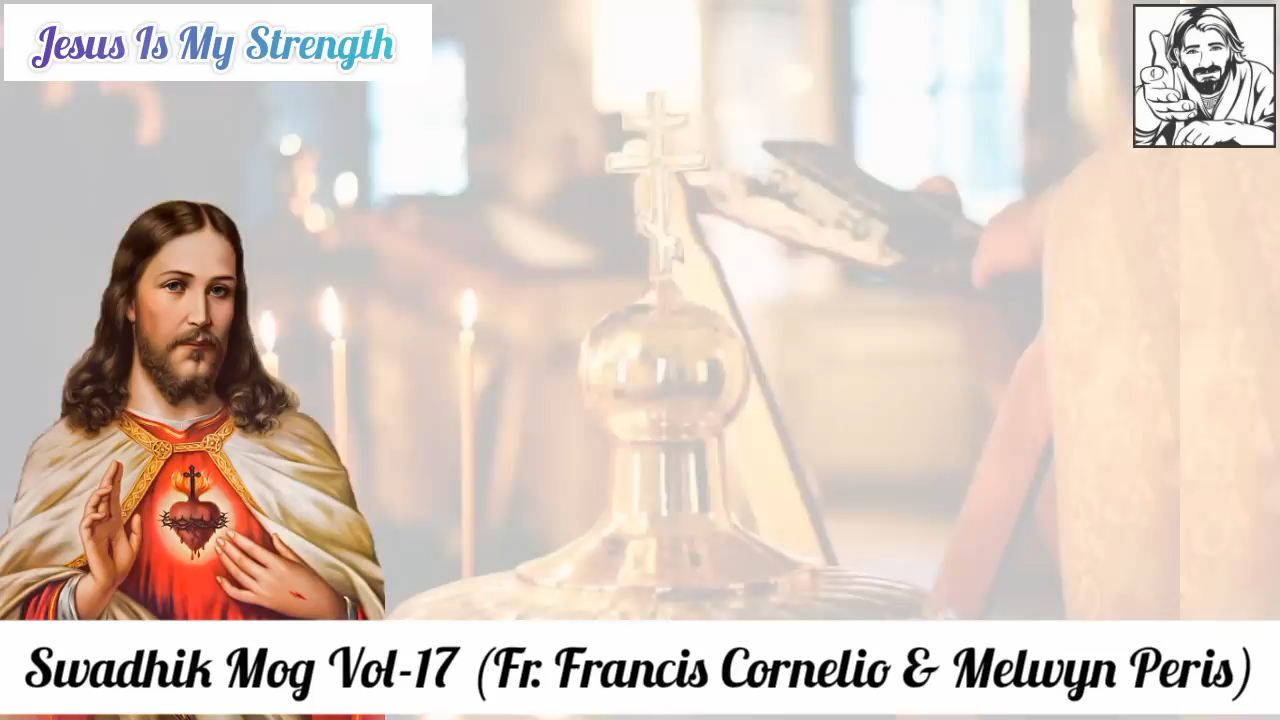 Jesus Is My Strength
Swadhik Mog Vol-17 (Fr. Francis Cornelio & Melwyn Peris)